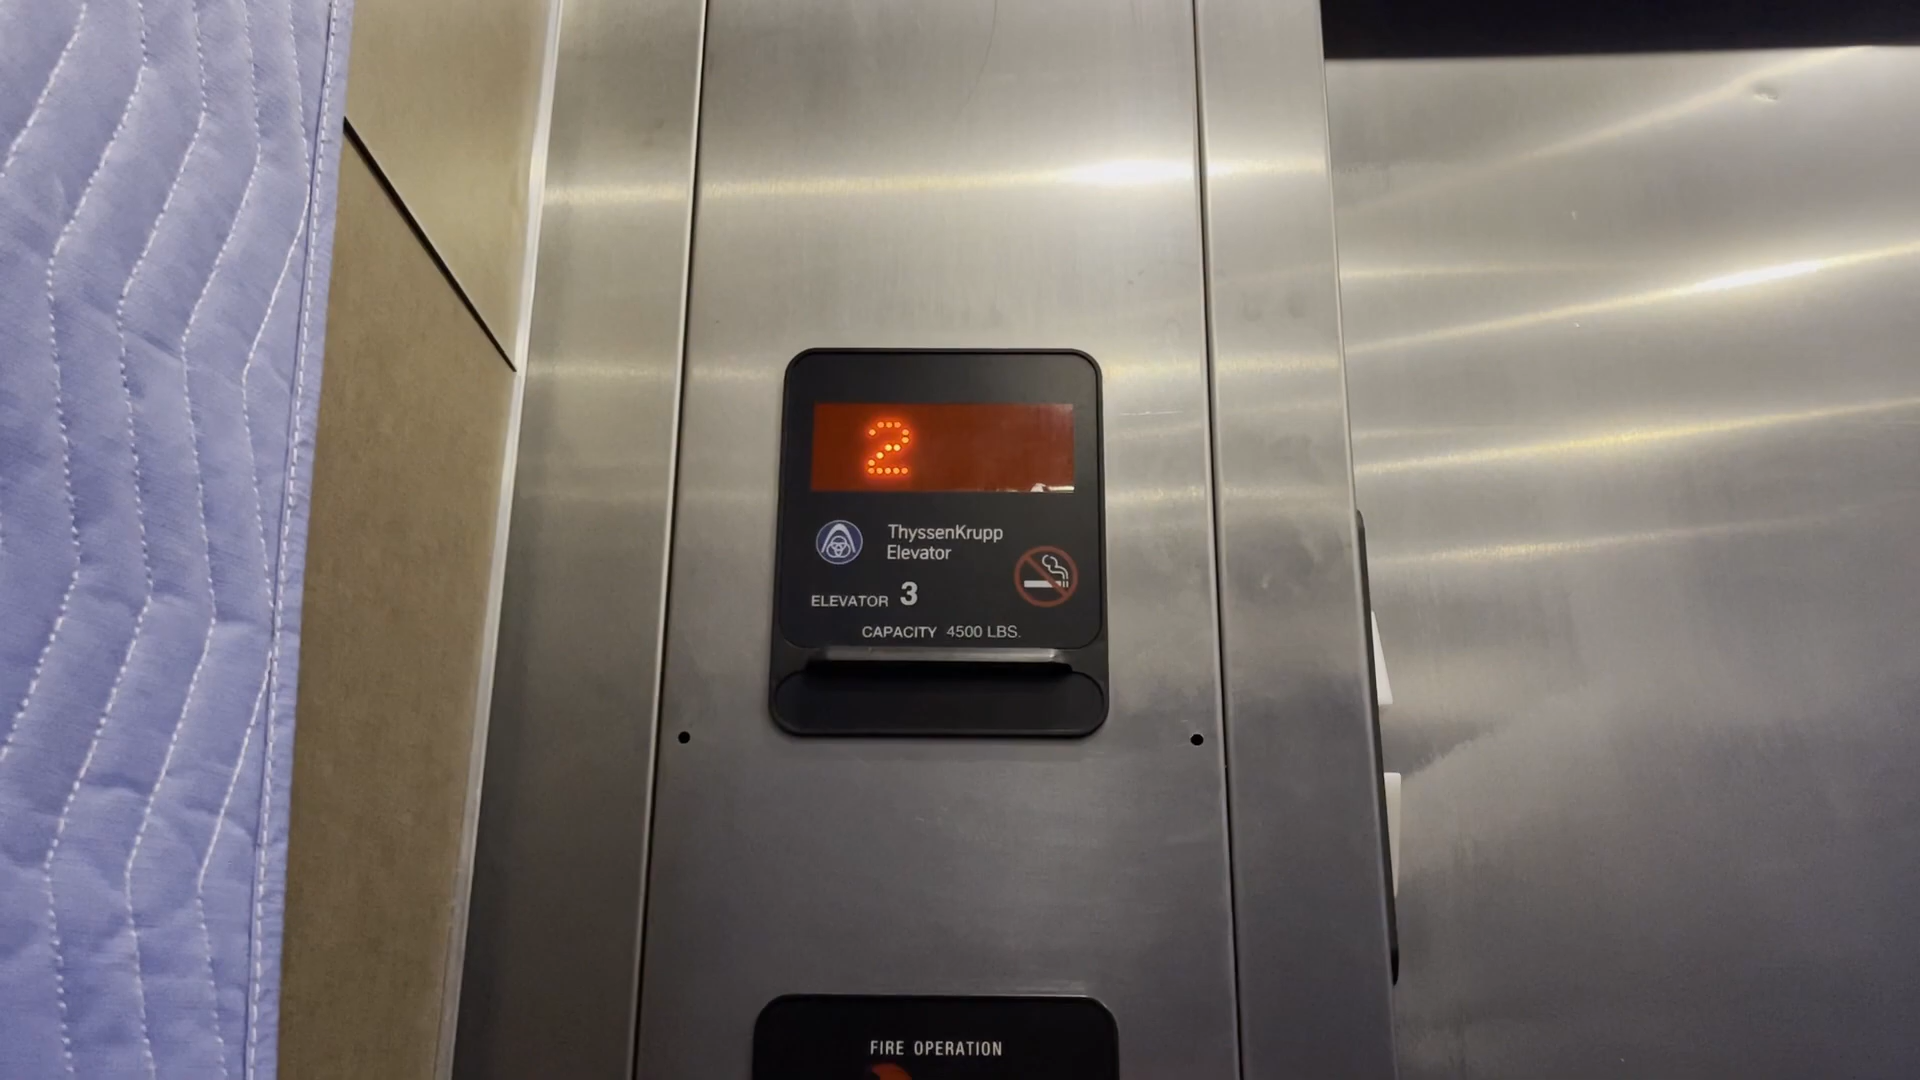 2
ThyssenKrupp
Elevator
ELEVATOR 3
CAPACITY 4500 LBS.
FIRE OPERATION